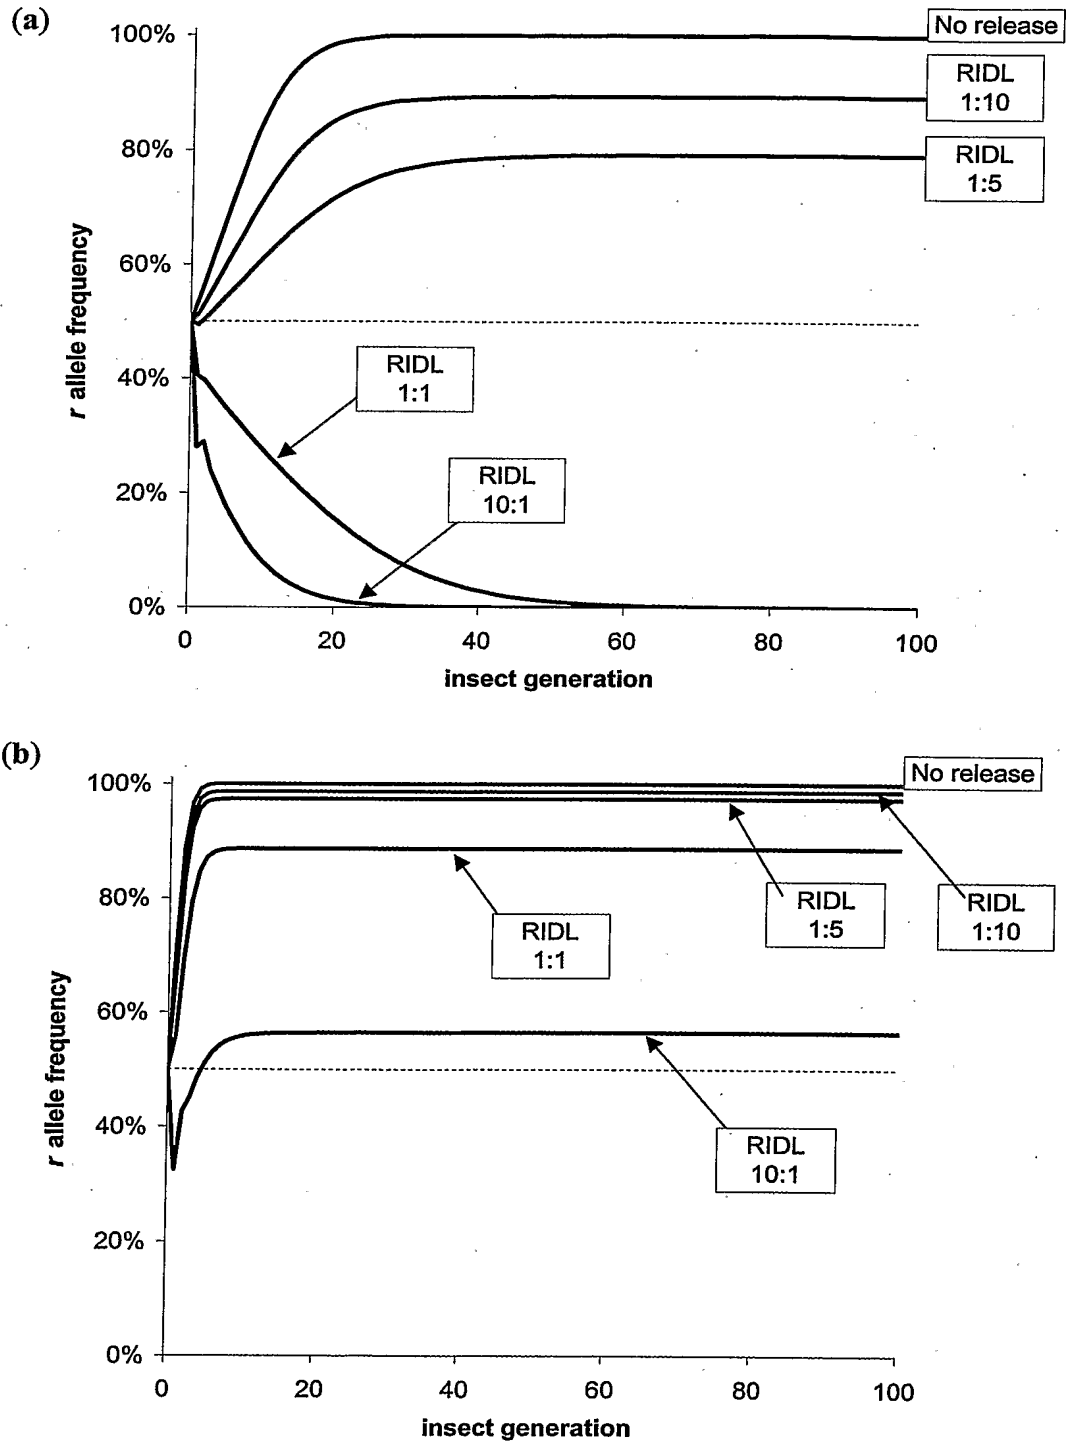 (a)
100%
80%
60%
40%
20%
0%
r allele frequency
No release
RIDL
1:10
RIDL
1:5
RIDL
1:1
RIDL
10:1
0 20 40 60 80 100
insect generation
(b)
100%
80%
60%
40%
20%
0%
r allele frequency
No release
RIDL
1:10
RIDL
1:5
RIDL
1:1
RIDL
10:1
0 20 40 60 80 100
insect generation